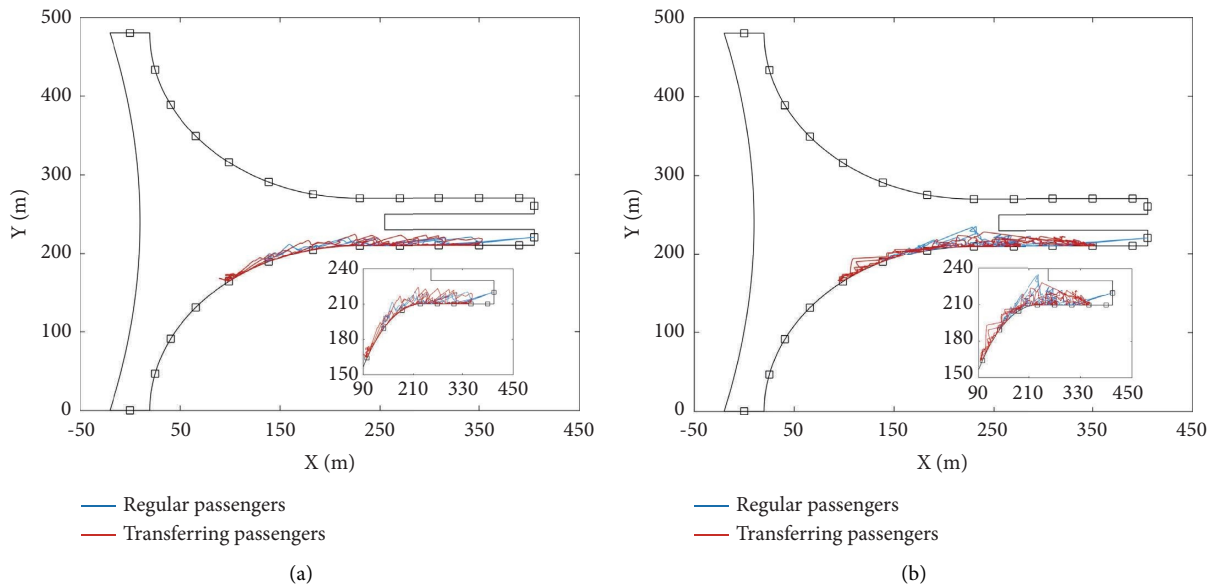 500
400
300
200
100
0
Y (m)
240
210
180
150
90 210 330 450
-50 50 150 250 350 450
X (m)
Regular passengers
Transferring passengers
(a)
500
400
300
200
100
0
Y (m)
240
210
180
150
90 210 330 450
-50 50 150 250 350 450
X (m)
Regular passengers
Transferring passengers
(b)